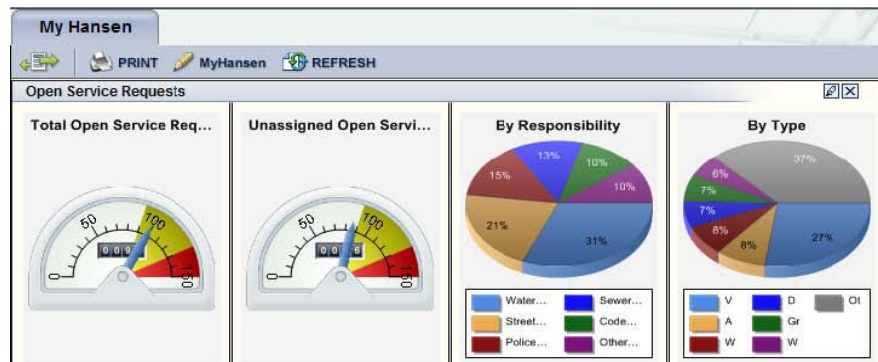 My Hansen
PRINT MyHansen REFRESH
Open Service Requests
Total Open Service Req...
50
100
0
150
Unassigned Open Servi...
50
100
0
150
By Responsibility
13%
10%
15%
10%
21%
31%
Water...
Sewer...
Street...
Code...
Police...
Other...
By Type
37%
6%
7%
7%
8%
8%
27%
V
D
Ot
A
Gr
W
W